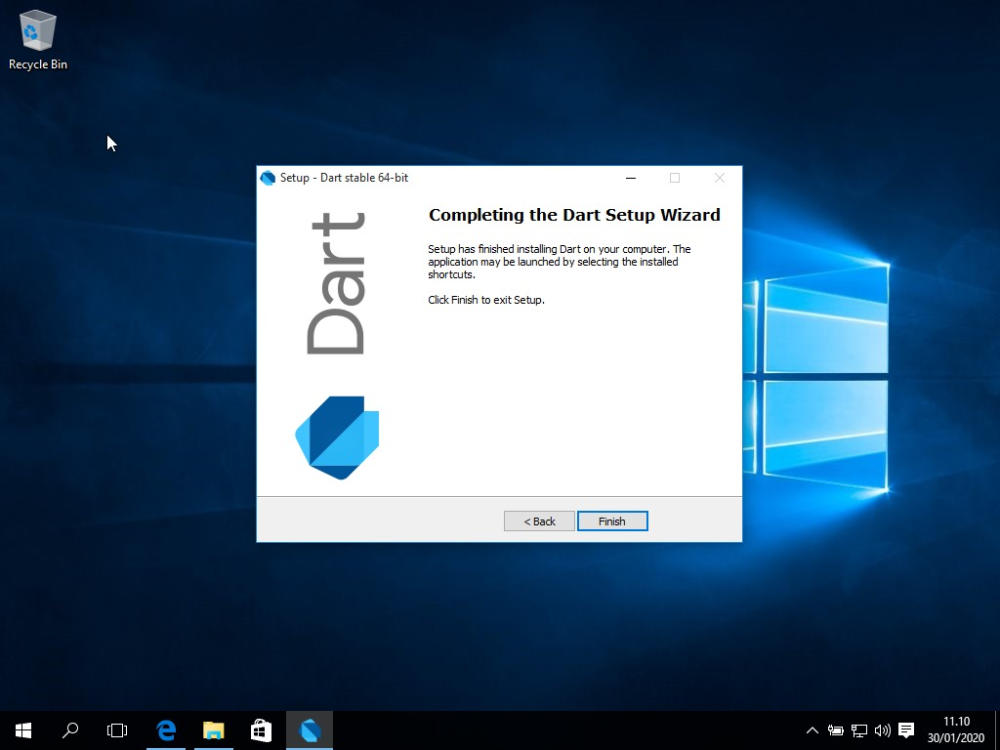 Recycle Bin
Setup - Dart stable 64-bit
Dart
Completing the Dart Setup Wizard
Setup has finished installing Dart on your computer. The
application may be launched by selecting the installed
shortcuts.
Click Finish to exit Setup.
< Back
Finish
11.10
30/01/2020